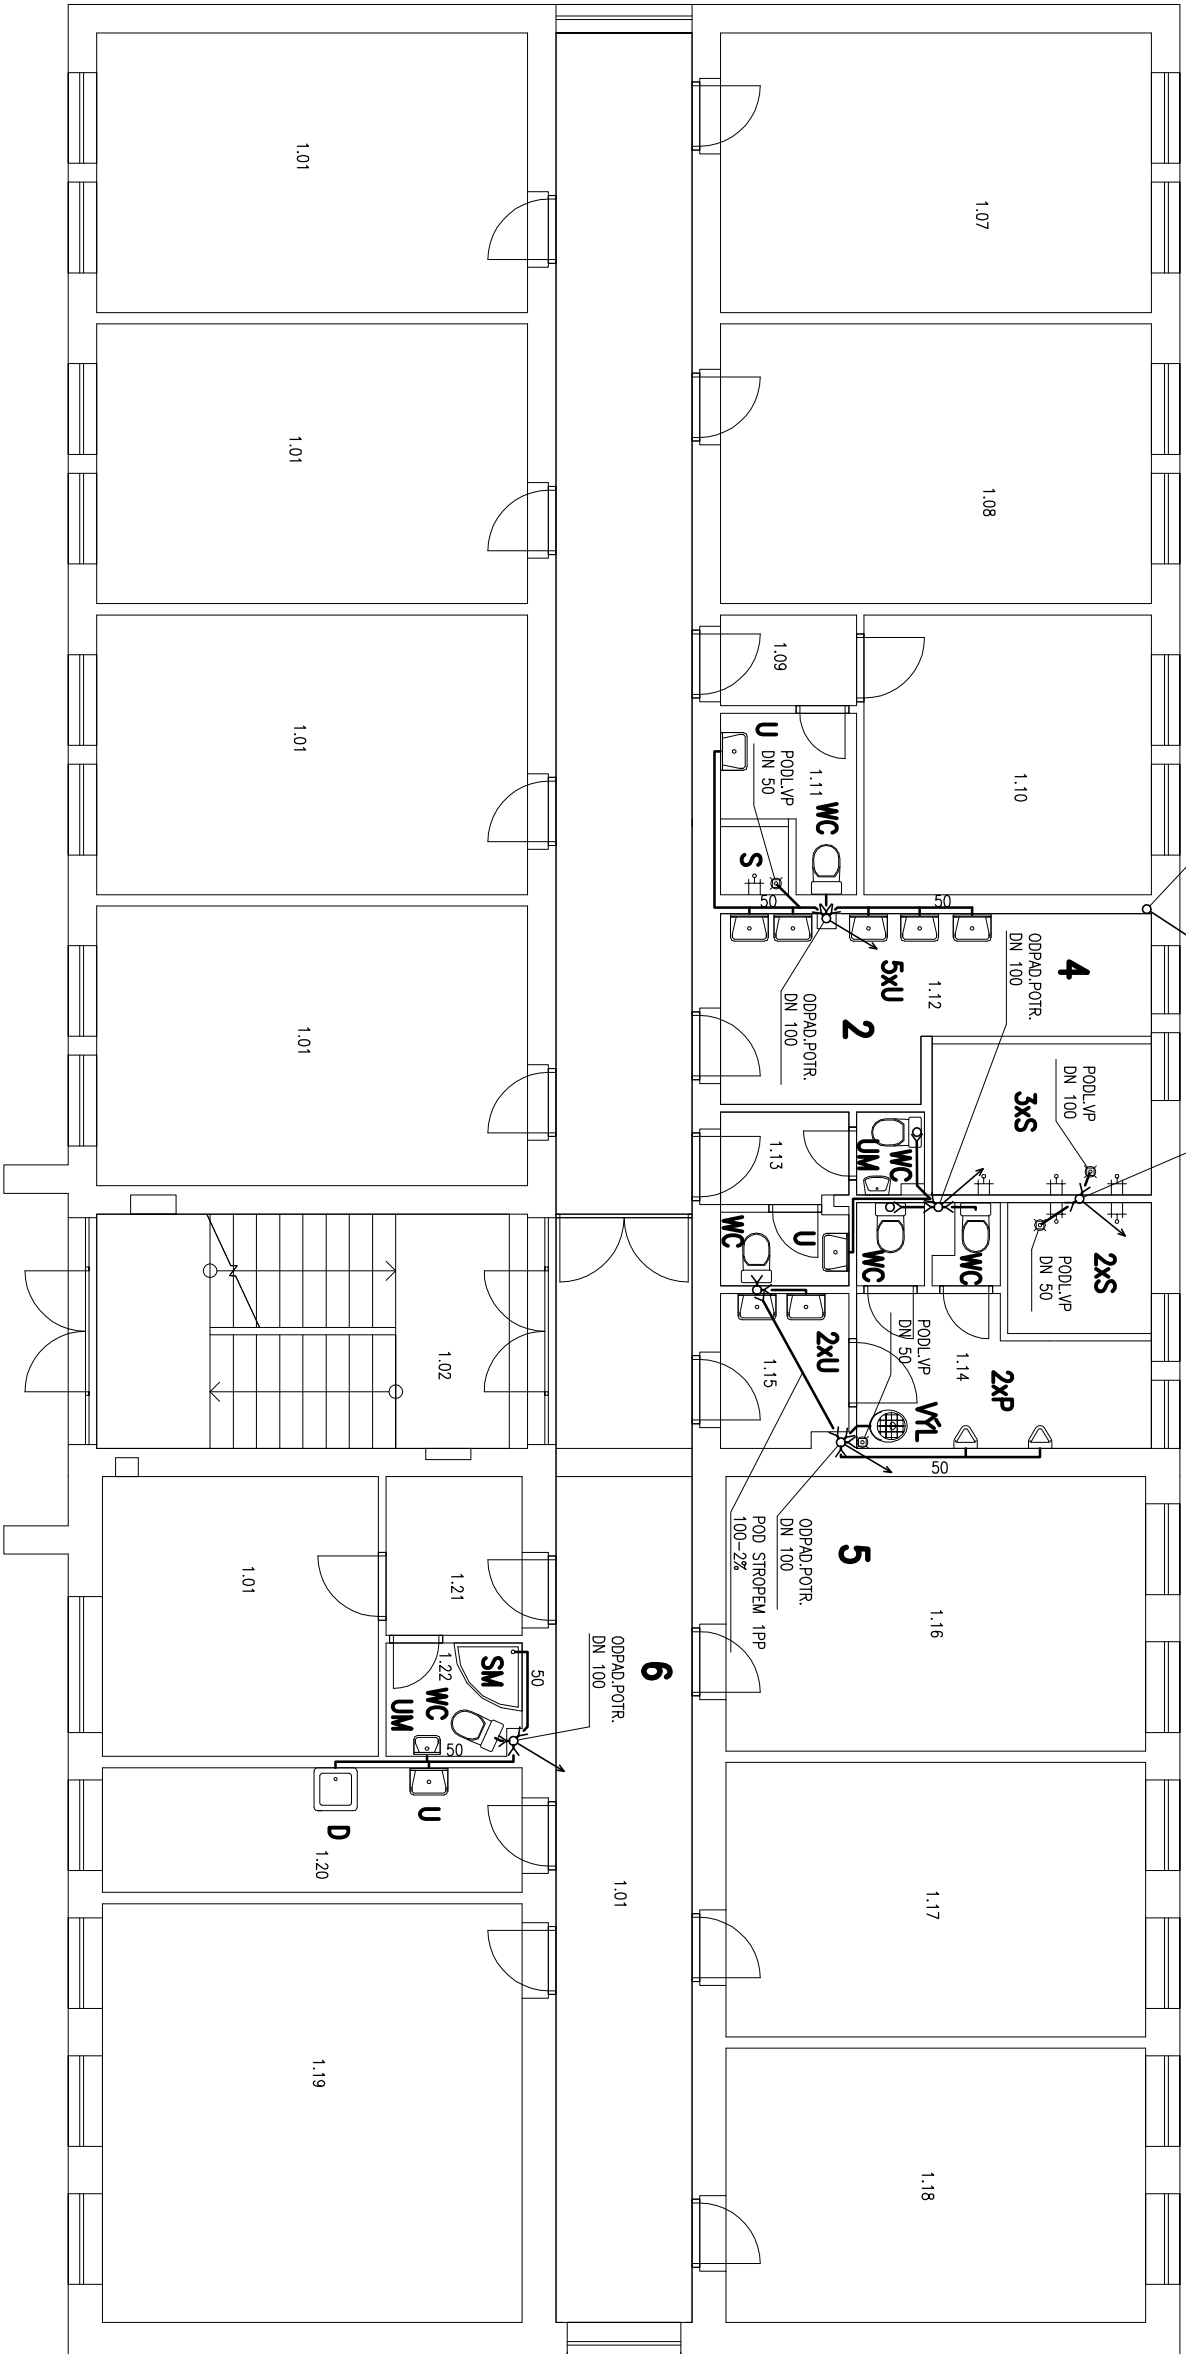 1.01
1.07
1.01
1.08
1.01
1.09
1.10
U
PODL.VP
DN 50
1.11
WC
S
50
50
1.01
ODPAD.POTR.
DN 100
4
5xU
1.12
2
ODPAD.POTR.
DN 100
PODL.VP
DN 100
3xS
1.13
WC
UM
WC
U
WC
WC
2xS
PODL.VP
DN 50
1.02
2xU
1.15
PODL.VP
DN 50
1.14
2xP
VÝL
50
5
ODPAD.POTR.
DN 100
POD STROPEM 1PP
100-2%
1.16
1.01
1.21
1.22
SM
50
WC
UM
50
6
ODPAD.POTR.
DN 100
U
D
1.20
1.01
1.17
1.19
1.18